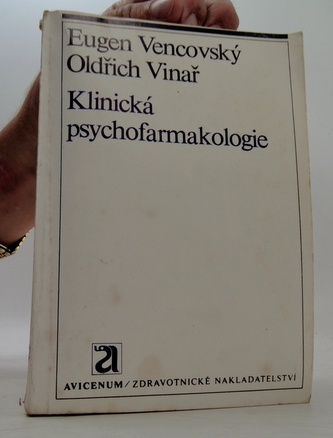 Eugen Vencovský
Oldřich Vinař
Klinická
psychofarmakologie
AVICENUM / ZDRAVOTNICKÉ NAKLADATELSTVÍ